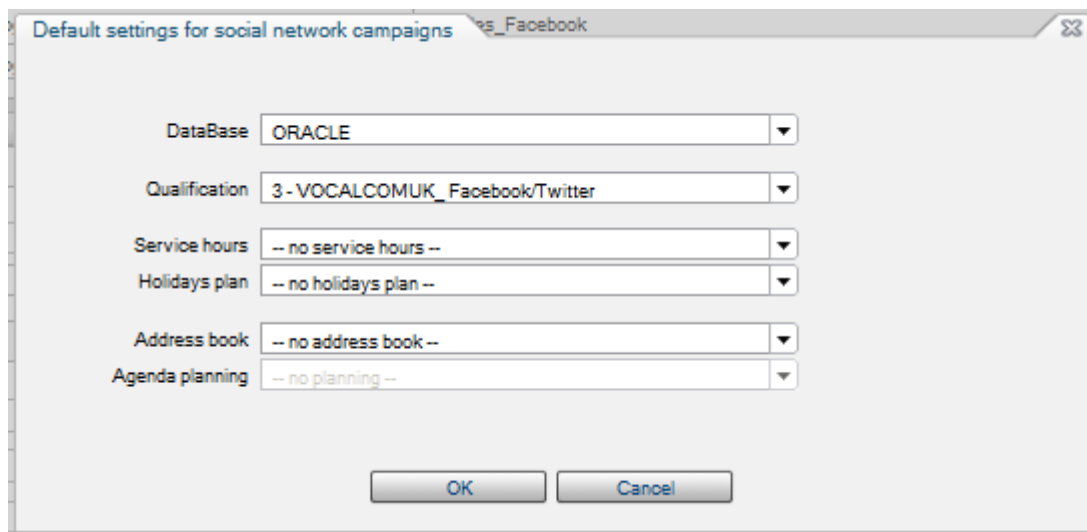 Default settings for social network campaigns es_Facebook
DataBase ORACLE
Qualification 3 - VOCALCOMUK_ Facebook/Twitter
Service hours -- no service hours --
Holidays plan -- no holidays plan --
Address book -- no address book --
Agenda planning -- no planning --
OK Cancel